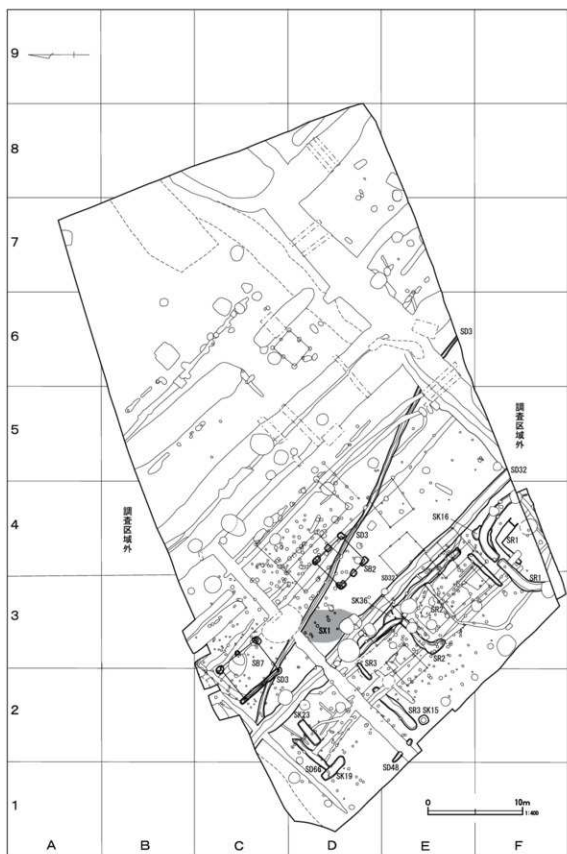 9
8
7
6
SD3
5
調査区域外
SD32
4
調査区域外
SK16
SR1
SD3
SB2
SR1
SD32
SK36
3
SX1
SR2
SR2
SB7
SR3
SD3
2
SK23
SR3 SK15
SD66
SK19
SD48
1
0 10m
1:400
A B C D E F